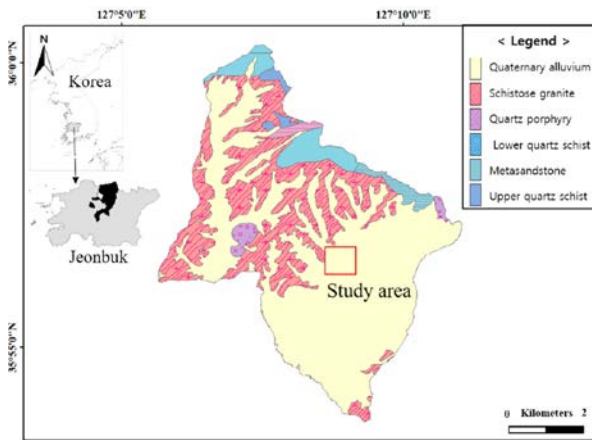 127°5'0''E
127°10'0''E
36°0'0''N
35°55'0''N
N
Korea
Jeonbuk
Study area
< Legend >
Quaternary alluvium
Schistose granite
Quartz porphyry
Lower quartz schist
Metasandstone
Upper quartz schist
0 Kilometers 2